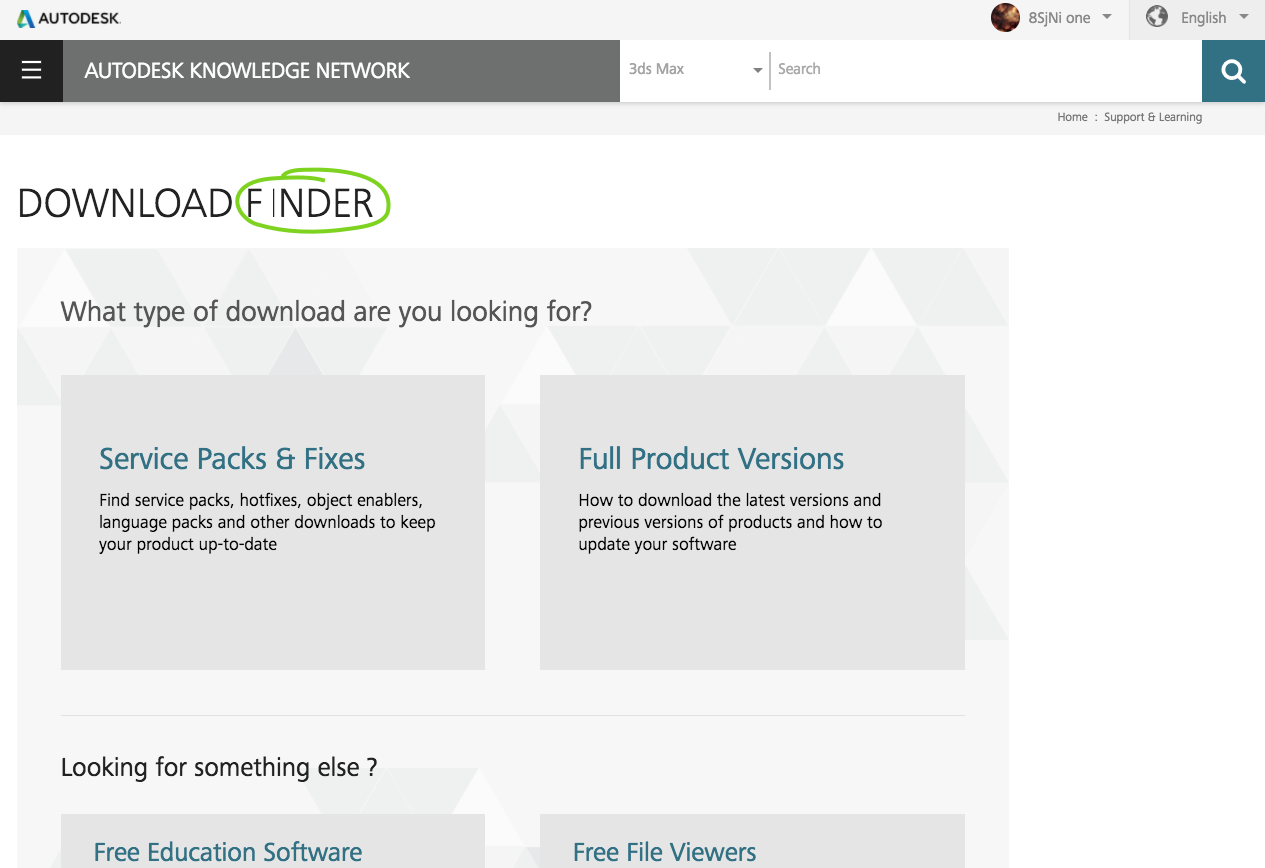 AUTODESK.
8SjNi one
English
AUTODESK KNOWLEDGE NETWORK
3ds Max
Search
Home : Support & Learning
DOWNLOAD FINDER
What type of download are you looking for?
Service Packs & Fixes
Find service packs, hotfixes, object enablers,
language packs and other downloads to keep
your product up-to-date
Full Product Versions
How to download the latest versions and
previous versions of products and how to
update your software
Looking for something else ?
Free Education Software
Free File Viewers